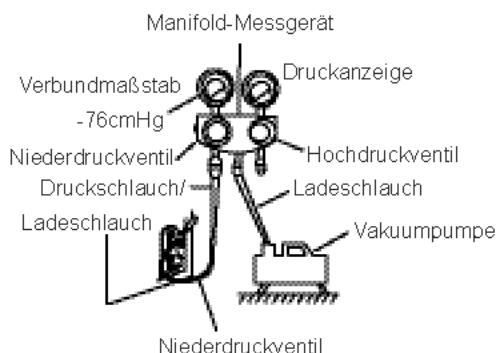 Manifold-Messgerät
Verbundmaßstab
Druckanzeige
-76cmHg
Niederdruckventil
Hochdruckventil
Druckschlauch/
Ladeschlauch
Ladeschlauch
Vakuumpumpe
Niederdruckventil